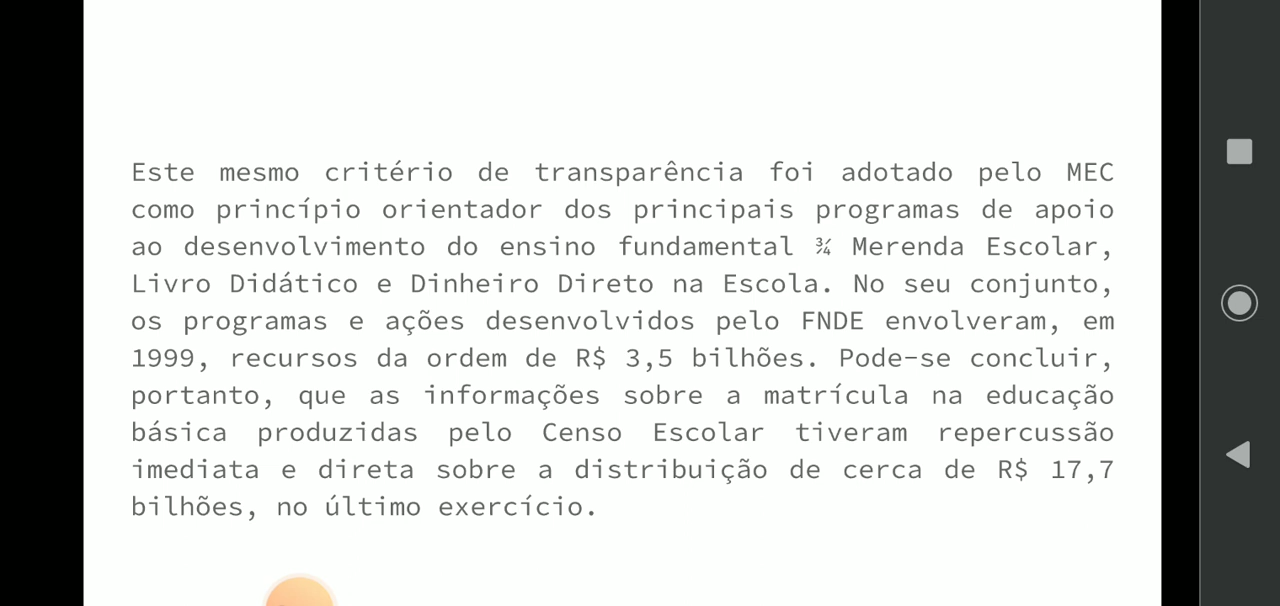 Este mesmo critério de transparência foi adotado pelo MEC
como princípio orientador dos principais programas de apoio
ao desenvolvimento do ensino fundamental ¾ Merenda Escolar,
Livro Didático e Dinheiro Direto na Escola. No seu conjunto,
os programas e ações desenvolvidos pelo FNDE envolveram, em
1999, recursos da ordem de R$ 3,5 bilhões. Pode-se concluir,
portanto, que as informações sobre a matrícula na educação
básica produzidas pelo Censo Escolar tiveram repercussão
imediata e direta sobre a distribuição de cerca de R$ 17,7
bilhões, no último exercício.